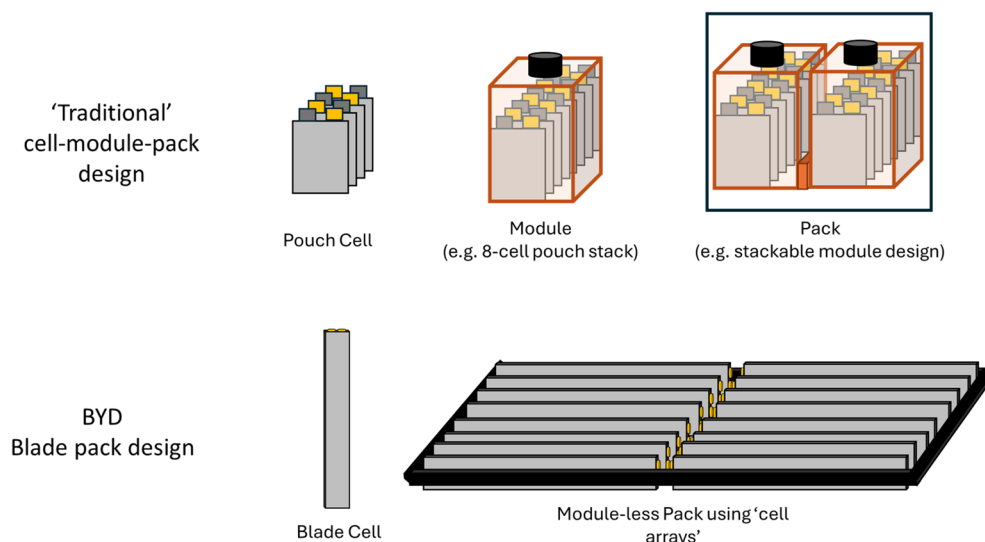 ‘Traditional’
cell-module-pack
design
Pouch Cell
Module
(e.g. 8-cell pouch stack)
Pack
(e.g. stackable module design)
BYD
Blade pack design
Blade Cell
Module-less Pack using ‘cell
arrays’